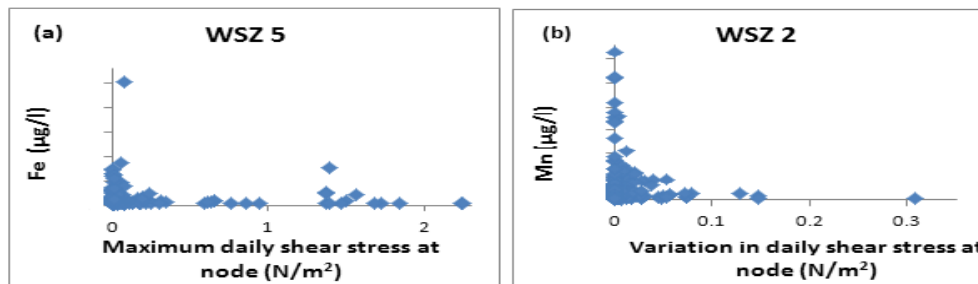 (a)
WSZ 5
Fe (µg/l)
0
1
2
Maximum daily shear stress at
node (N/m²)
(b)
WSZ 2
Mn (µg/l)
0
0.1
0.2
0.3
Variation in daily shear stress at
node (N/m²)